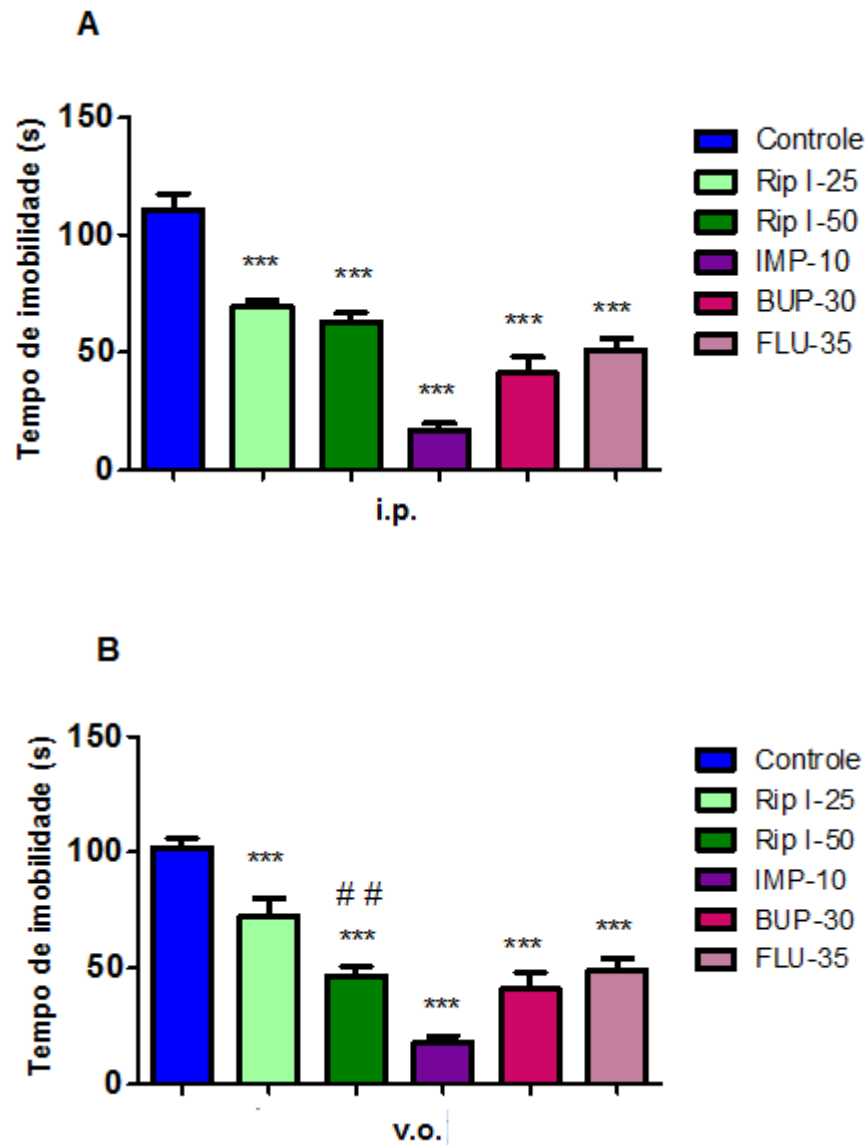 A
Tempo de imobilidade (s)
150
100
50
0
***
***
***
***
***
i.p.
Controle
Rip I-25
Rip I-50
IMP-10
BUP-30
FLU-35
B
Tempo de imobilidade (s)
150
100
50
0
***
# #
***
***
***
***
v.o.
Controle
Rip I-25
Rip I-50
IMP-10
BUP-30
FLU-35